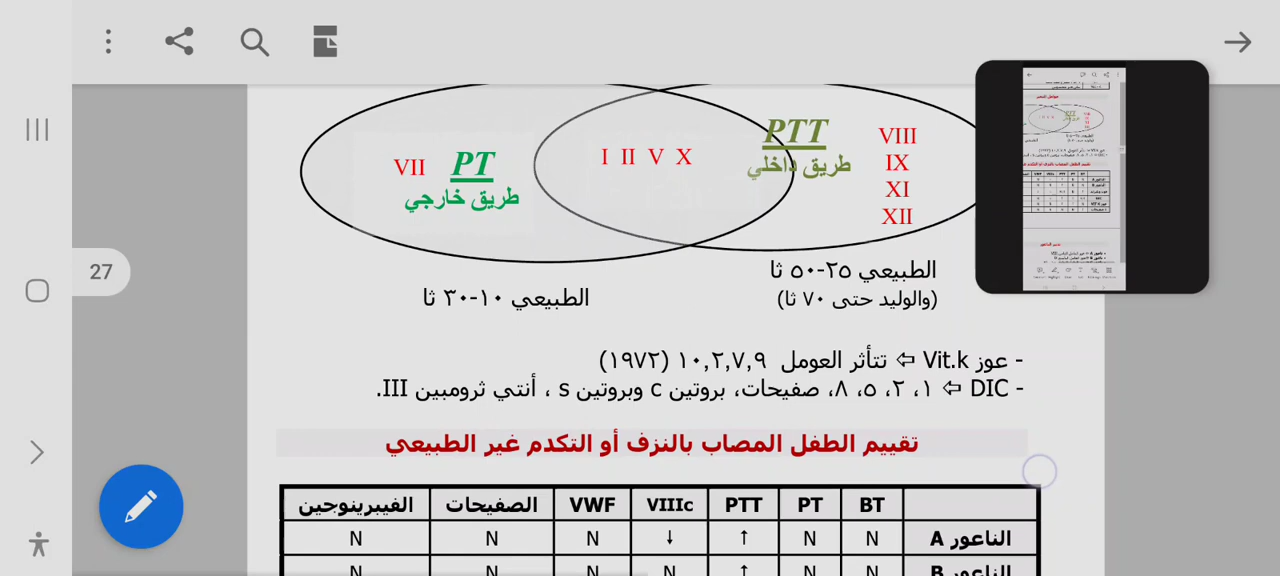 27
VII PT
طريق خارجي
I II V X
PTT
طريق داخلي
VIII
IX
XI
XII
الطبيعي ٢٥-٥٠ ثا
(والوليد حتى ٧٠ ثا)
الطبيعي ١٠-٣٠ ثا
- عوز Vit.k ⇦ تتأثر العومل ١٠,٢,٧,٩ (١٩٧٢)
- DIC ⇦ ١، ٢، ٥، ٨، صفيحات، بروتين c وبروتين s ، أنتي ثرومبين III.
تقييم الطفل المصاب بالنزف أو التكدم غير الطبيعي
BT PT PTT VIIIc VWF الصفيحات الفيبرينوجين
الناعور A N N ↑ ↓ N N N
الناعور B N N ↑ N N N N